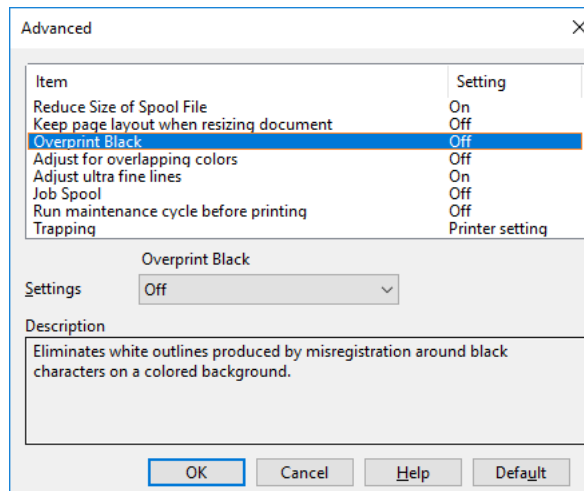 Advanced
Item Setting
Reduce Size of Spool File On
Keep page layout when resizing document Off
Overprint Black Off
Adjust for overlapping colors Off
Adjust ultra fine lines On
Job Spool Off
Run maintenance cycle before printing Off
Trapping Printer setting
Overprint Black
Settings Off
Description
Eliminates white outlines produced by misregistration around black
characters on a colored background.
OK Cancel Help Default